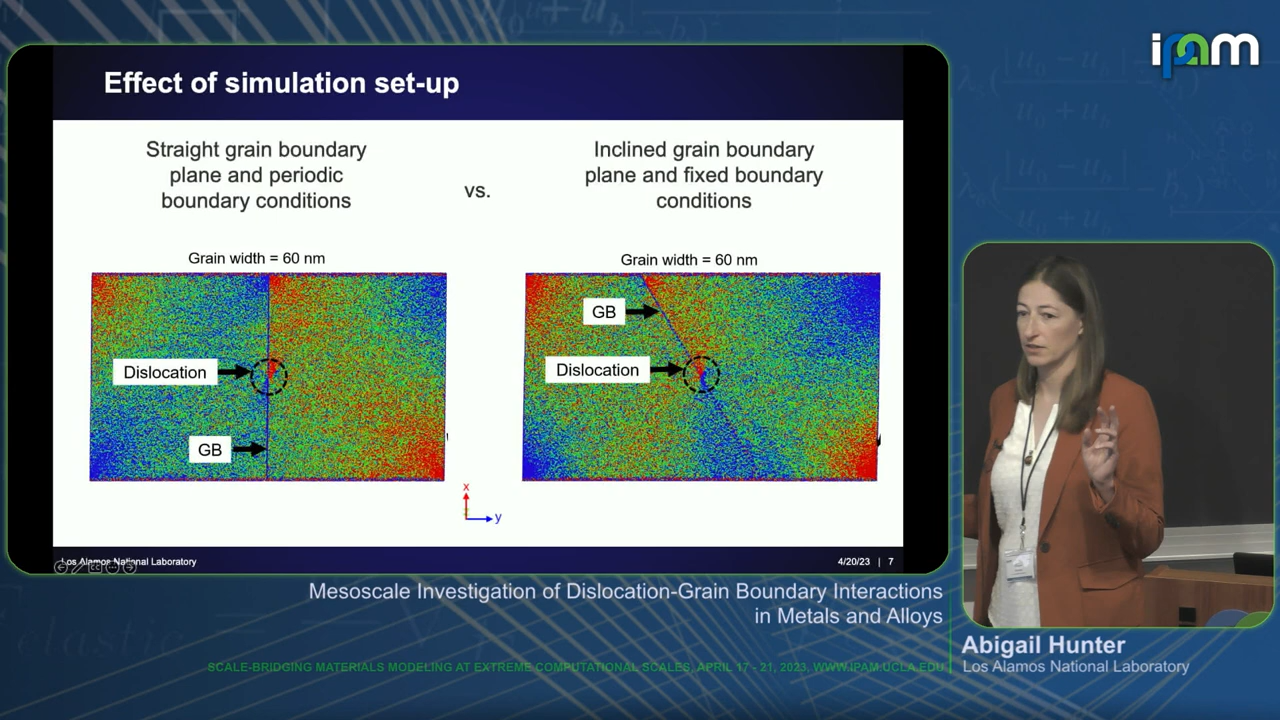 ipam
Effect of simulation set-up
Straight grain boundary
plane and periodic
boundary conditions
vs.
Inclined grain boundary
plane and fixed boundary
conditions
Grain width = 60 nm
Dislocation
GB
Grain width = 60 nm
GB
Dislocation
x
y
Los Alamos National Laboratory
4/20/23 | 7
Mesoscale Investigation of Dislocation-Grain Boundary Interactions
in Metals and Alloys
Abigail Hunter
Los Alamos National Laboratory
SCALE-BRIDGING MATERIALS MODELING AT EXTREME COMPUTATIONAL SCALES, APRIL 17 - 21, 2023, WWW.IPAM.UCLA.EDU